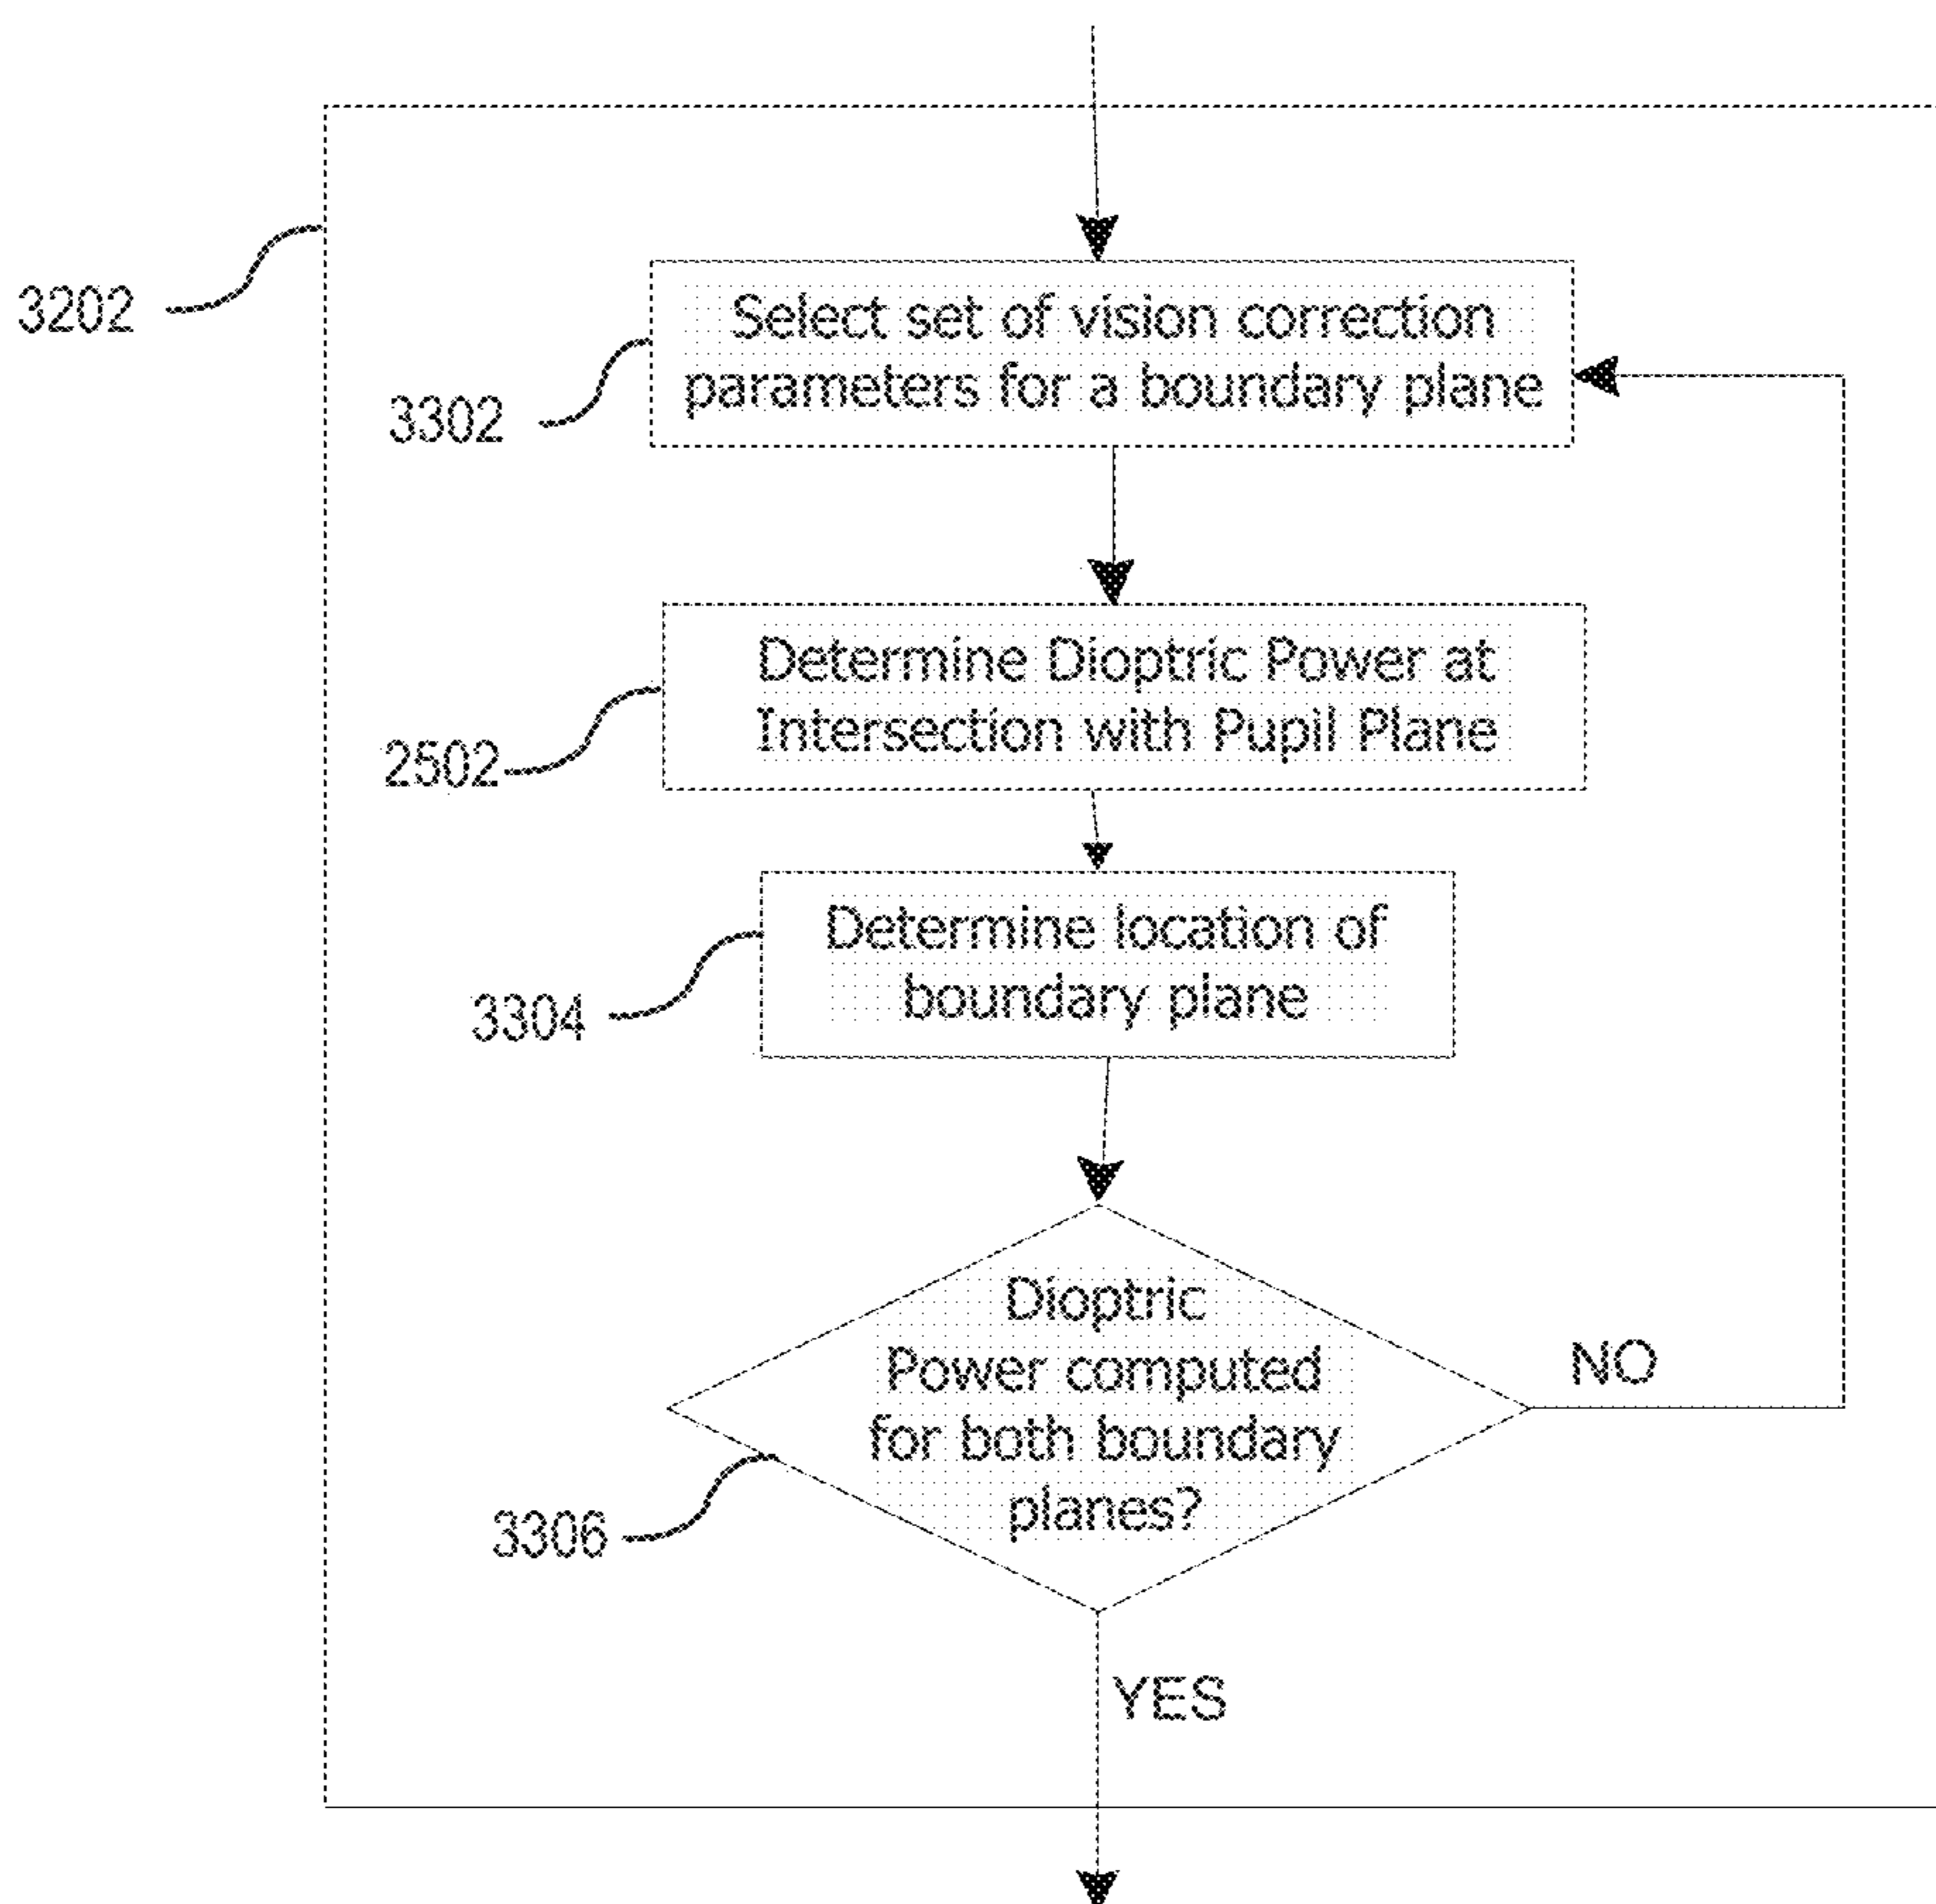 3202
Select set of vision correction
parameters for a boundary plane
3302
Determine Dioptric Power at
Intersection with Pupil Plane
2502
Determine location of
boundary plane
3304
Dioptric
Power computed
for both boundary
planes?
NO
3306
YES